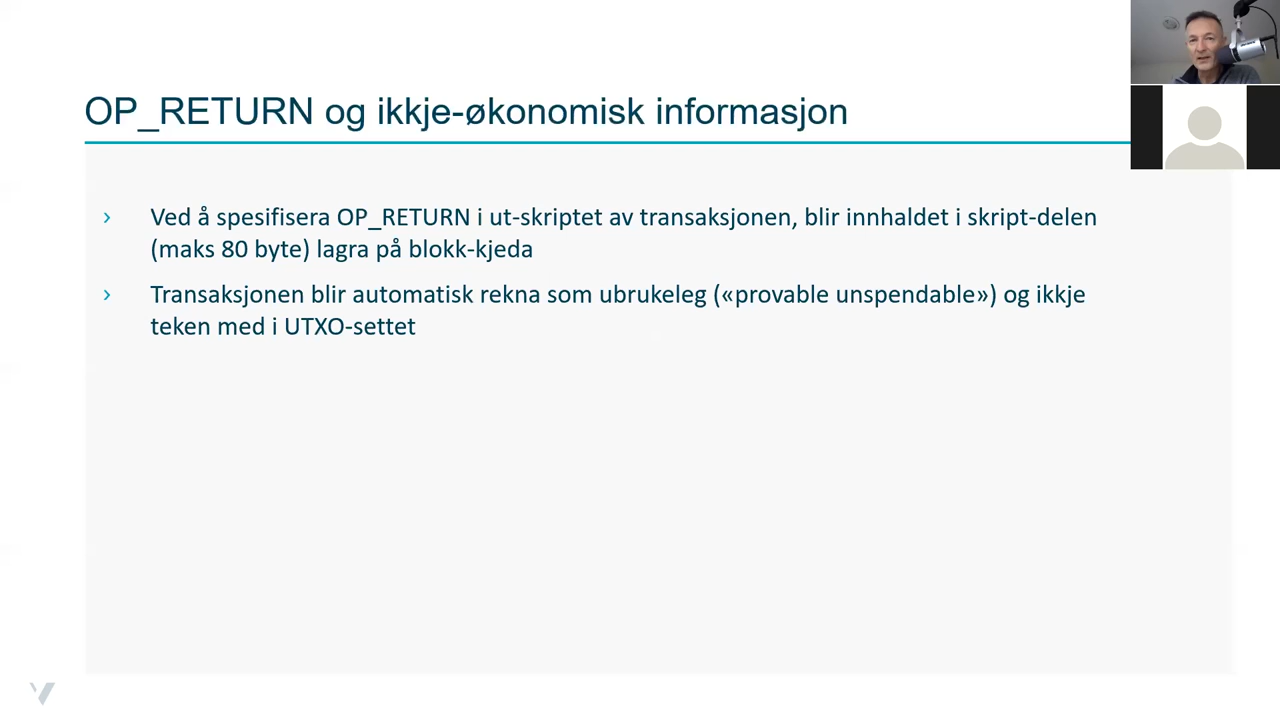 OP_RETURN og ikkje-økonomisk informasjon
› Ved å spesifisera OP_RETURN i ut-skriptet av transaksjonen, blir innhaldet i skript-delen
(maks 80 byte) lagra på blokk-kjeda
› Transaksjonen blir automatisk rekna som ubrukeleg («provable unspendable») og ikkje
teken med i UTXO-settet